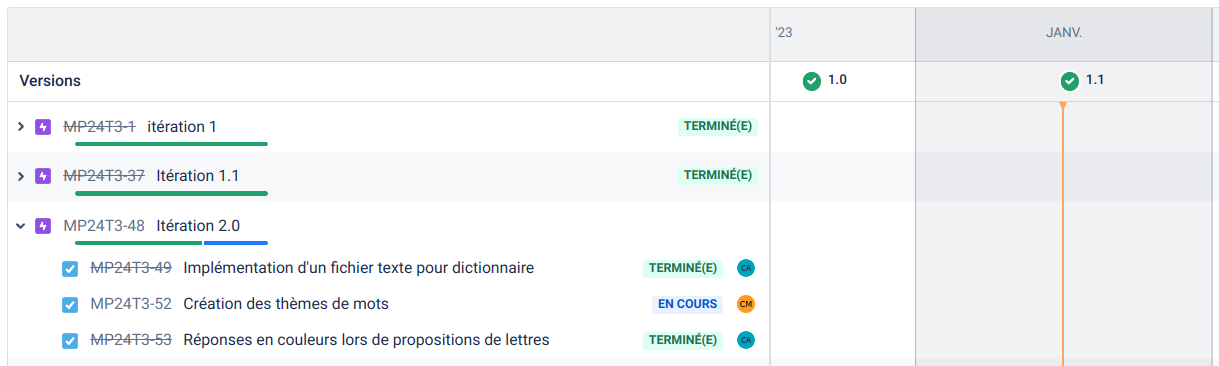 '23 JANV.
Versions 1.0 1.1
MP24T3-1 itération 1 TERMINÉ(E)
MP24T3-37 Itération 1.1 TERMINÉ(E)
MP24T3-48 Itération 2.0
MP24T3-49 Implémentation d'un fichier texte pour dictionnaire TERMINÉ(E) CA
MP24T3-52 Création des thèmes de mots EN COURS CM
MP24T3-53 Réponses en couleurs lors de propositions de lettres TERMINÉ(E) CA